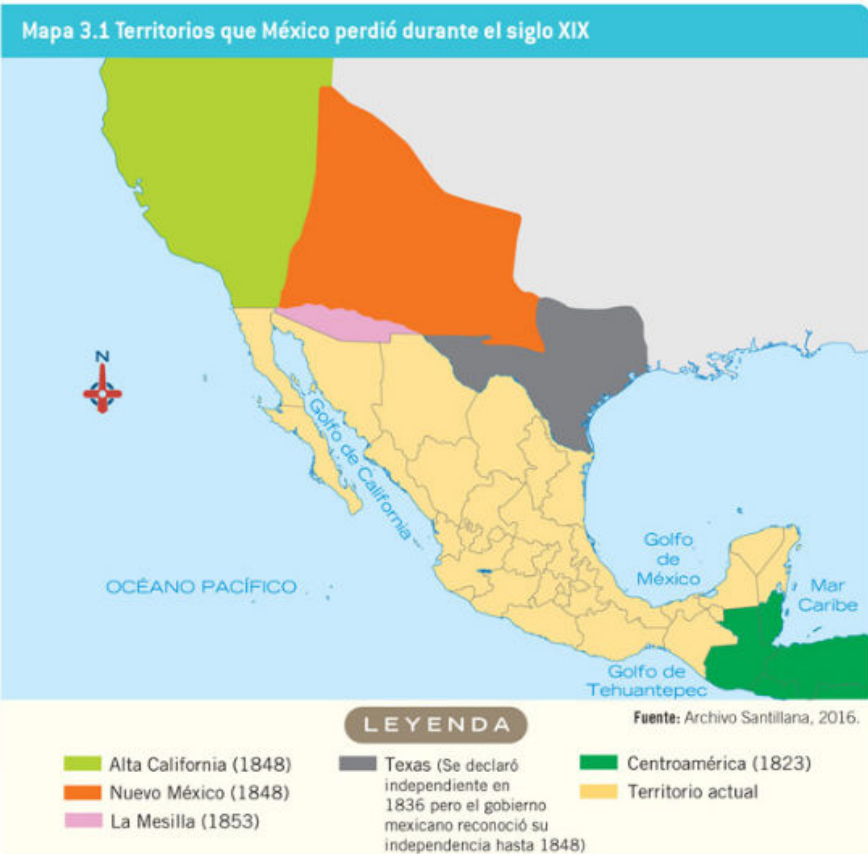 Mapa 3.1 Territorios que México perdió durante el siglo XIX
N
Golfo de California
OCÉANO PACÍFICO
Golfo
de
México
Mar
Caribe
Golfo de
Tehuantepec
LEYENDA
Fuente: Archivo Santillana, 2016.
Alta California (1848)
Nuevo México (1848)
La Mesilla (1853)
Texas (Se declaró
independiente en
1836 pero el gobierno
mexicano reconoció su
independencia hasta 1848)
Centroamérica (1823)
Territorio actual